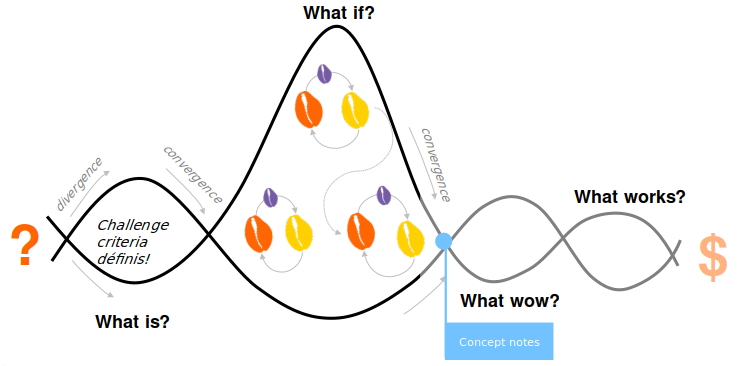 What if?
divergence
convergence
convergence
Challenge
criteria
définis!
?
What is?
What works?
$
What wow?
Concept notes